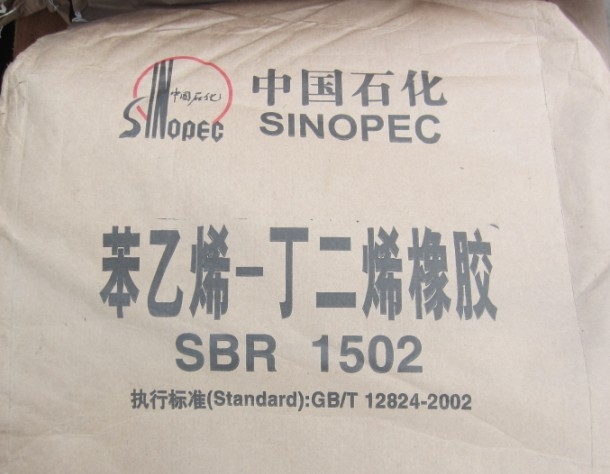 中国石化
SINOPEC
中国石化
SINOPEC
苯乙烯-丁二烯橡胶
SBR 1502
执行标准(Standard):GB/T 12824-2002